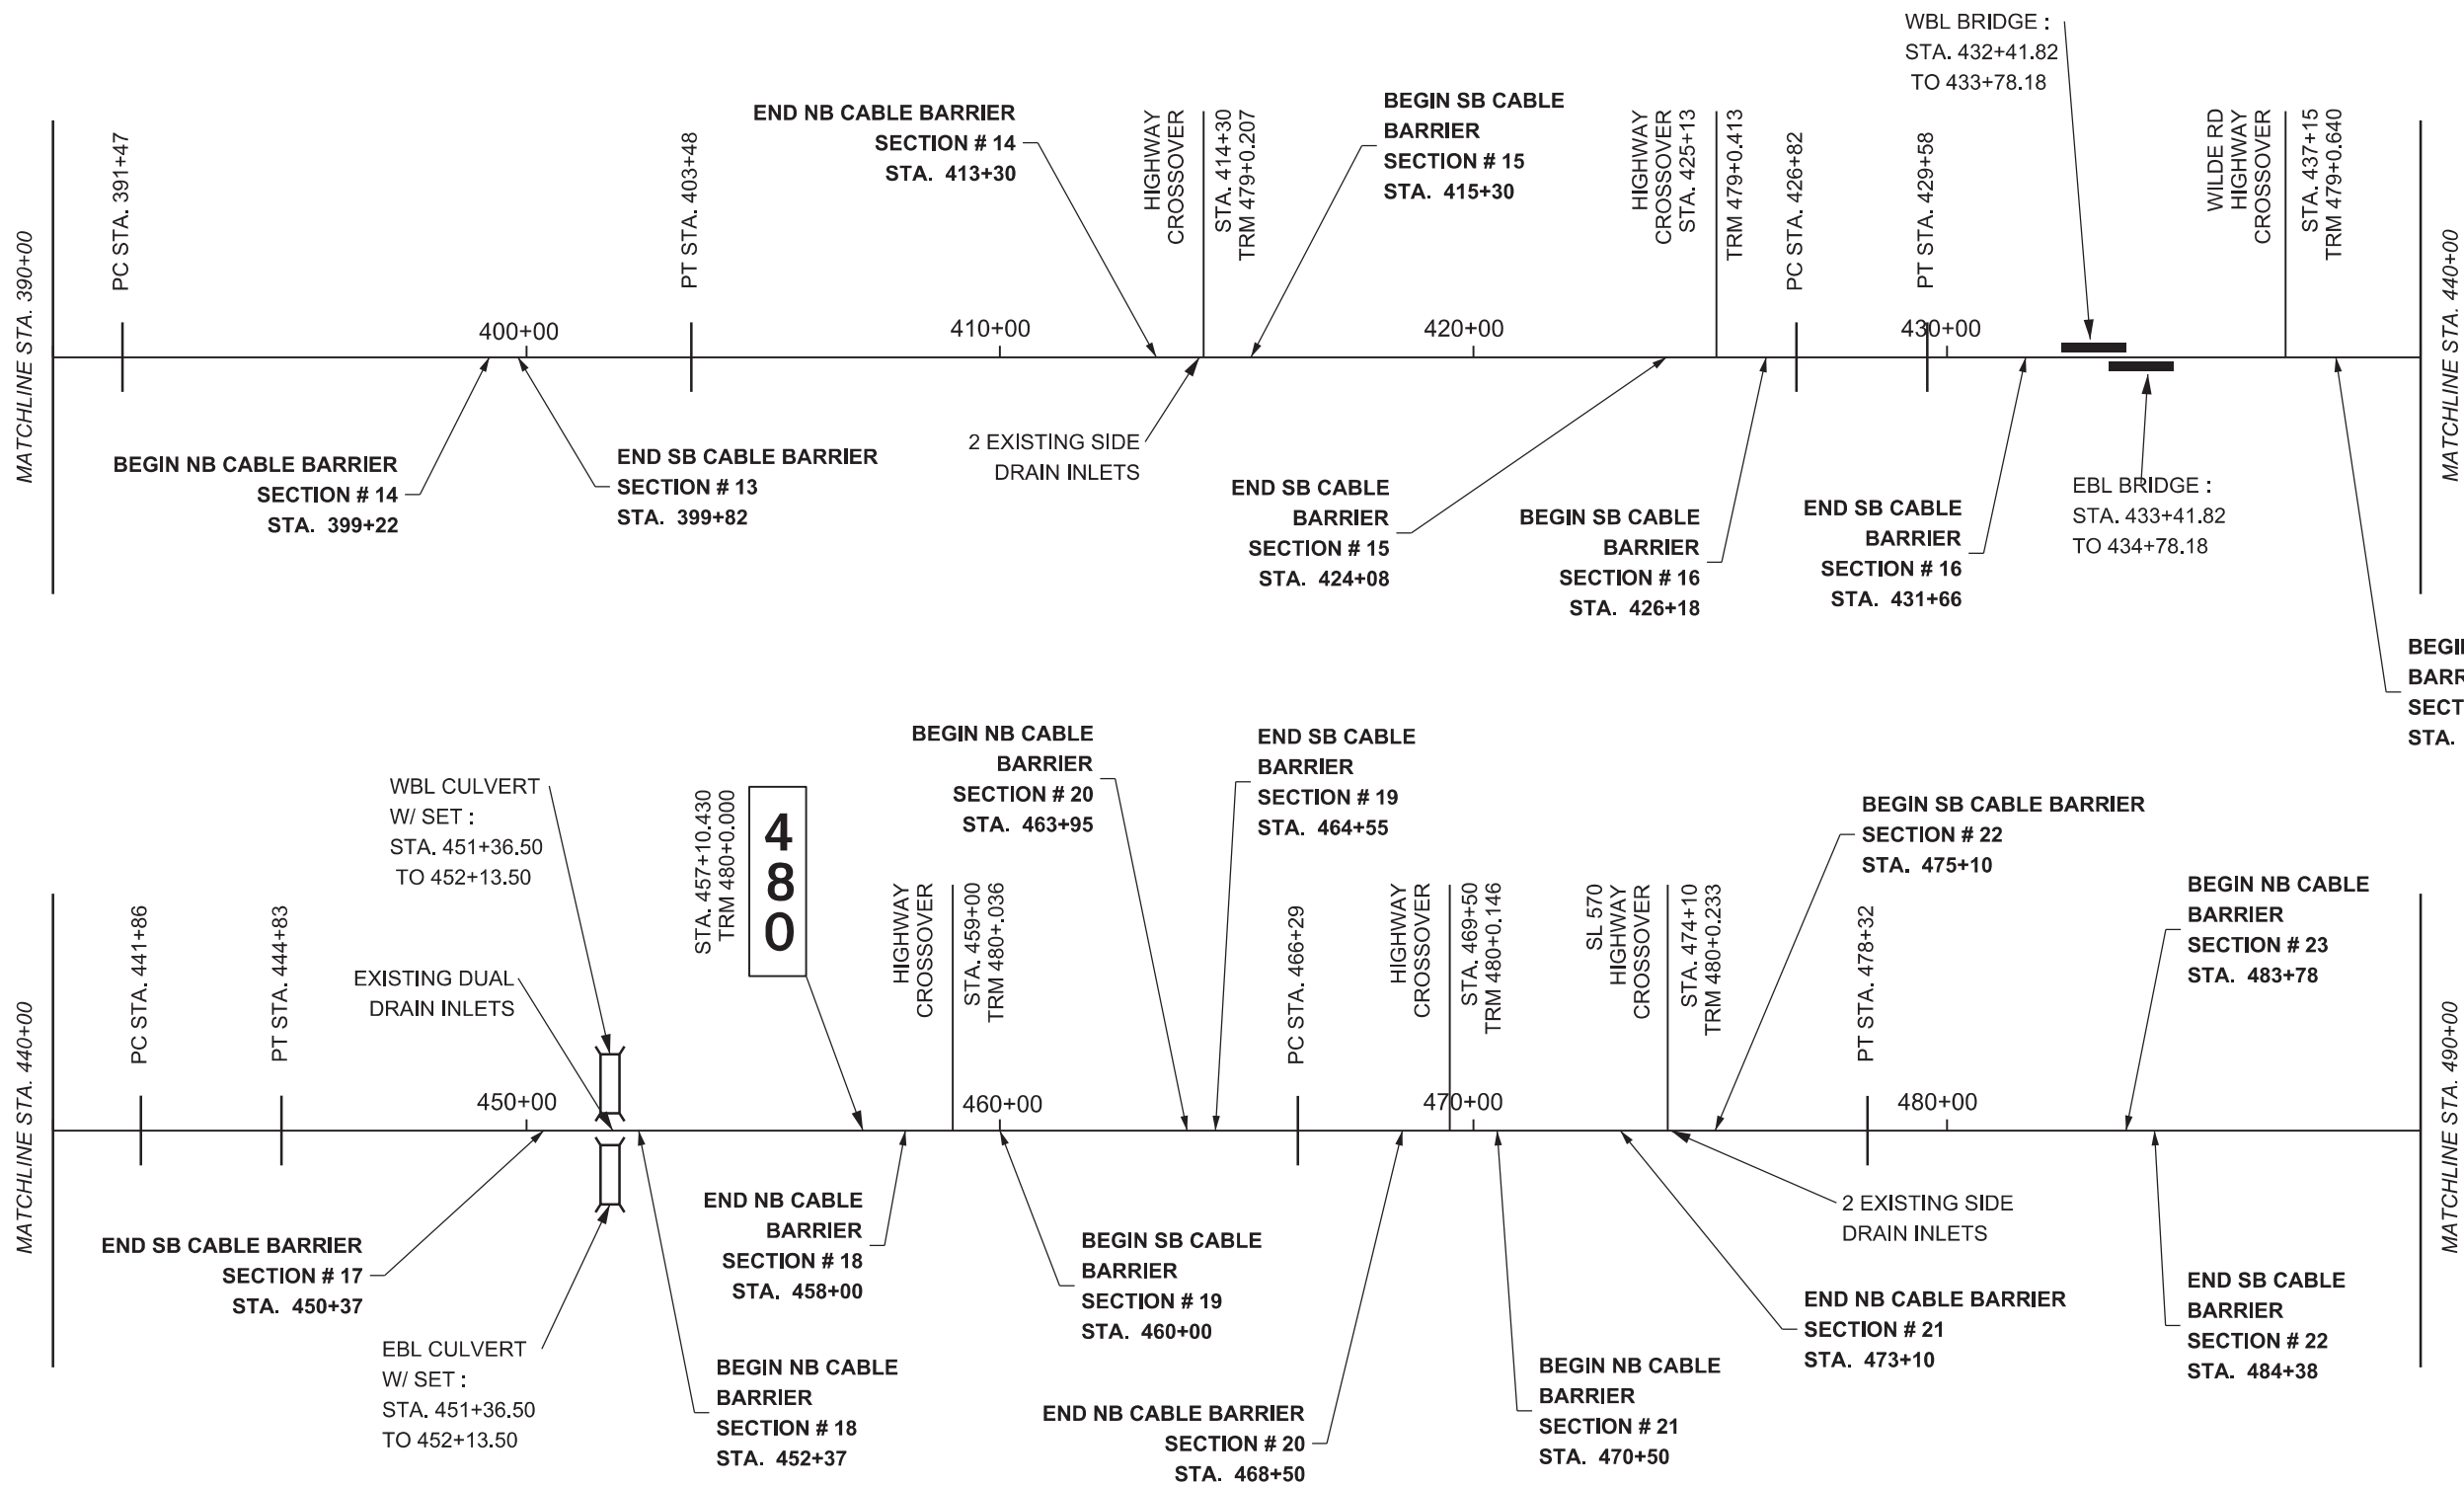 WBL BRIDGE :
STA. 432+41.82
TO 433+78.18
END NB CABLE BARRIER
SECTION # 14
STA. 413+30
BEGIN SB CABLE
BARRIER
SECTION # 15
STA. 415+30
MATCHLINE STA. 390+00
PC STA. 391+47
PT STA. 403+48
HIGHWAY
CROSSOVER
STA. 414+30
TRM 479+0.207
HIGHWAY
CROSSOVER
STA. 425+13
TRM 479+0.413
PC STA. 426+82
PT STA. 429+58
WILDE RD
HIGHWAY
CROSSOVER
STA. 437+15
TRM 479+0.640
MATCHLINE STA. 440+00
400+00
410+00
420+00
430+00
BEGIN NB CABLE BARRIER
SECTION # 14
STA. 399+22
END SB CABLE BARRIER
SECTION # 13
STA. 399+82
2 EXISTING SIDE
DRAIN INLETS
END SB CABLE
BARRIER
SECTION # 15
STA. 424+08
BEGIN SB CABLE
BARRIER
SECTION # 16
STA. 426+18
END SB CABLE
BARRIER
SECTION # 16
STA. 431+66
EBL BRIDGE :
STA. 433+41.82
TO 434+78.18
STA.
WBL CULVERT
W/ SET :
STA. 451+36.50
TO 452+13.50
EXISTING DUAL
DRAIN INLETS
STA. 457+10.430
TRM 480+0.000
480
BEGIN NB CABLE
BARRIER
SECTION # 20
STA. 463+95
END SB CABLE
BARRIER
SECTION # 19
STA. 464+55
BEGIN SB CABLE BARRIER
SECTION # 22
STA. 475+10
BEGIN NB CABLE
BARRIER
SECTION # 23
STA. 483+78
MATCHLINE STA. 440+00
PC STA. 441+86
PT STA. 444+83
HIGHWAY
CROSSOVER
STA. 459+00
TRM 480+.036
PC STA. 466+29
HIGHWAY
CROSSOVER
STA. 469+50
TRM 480+0.146
SL 570
HIGHWAY
CROSSOVER
STA. 474+10
TRM 480+0.233
PT STA. 478+32
MATCHLINE STA. 490+00
450+00
460+00
470+00
480+00
END SB CABLE BARRIER
SECTION # 17
STA. 450+37
EBL CULVERT
W/ SET :
STA. 451+36.50
TO 452+13.50
END NB CABLE
BARRIER
SECTION # 18
STA. 458+00
BEGIN NB CABLE
BARRIER
SECTION # 18
STA. 452+37
BEGIN SB CABLE
BARRIER
SECTION # 19
STA. 460+00
END NB CABLE BARRIER
SECTION # 20
STA. 468+50
BEGIN NB CABLE
BARRIER
SECTION # 21
STA. 470+50
2 EXISTING SIDE
DRAIN INLETS
END NB CABLE BARRIER
SECTION # 21
STA. 473+10
END SB CABLE
BARRIER
SECTION # 22
STA. 484+38